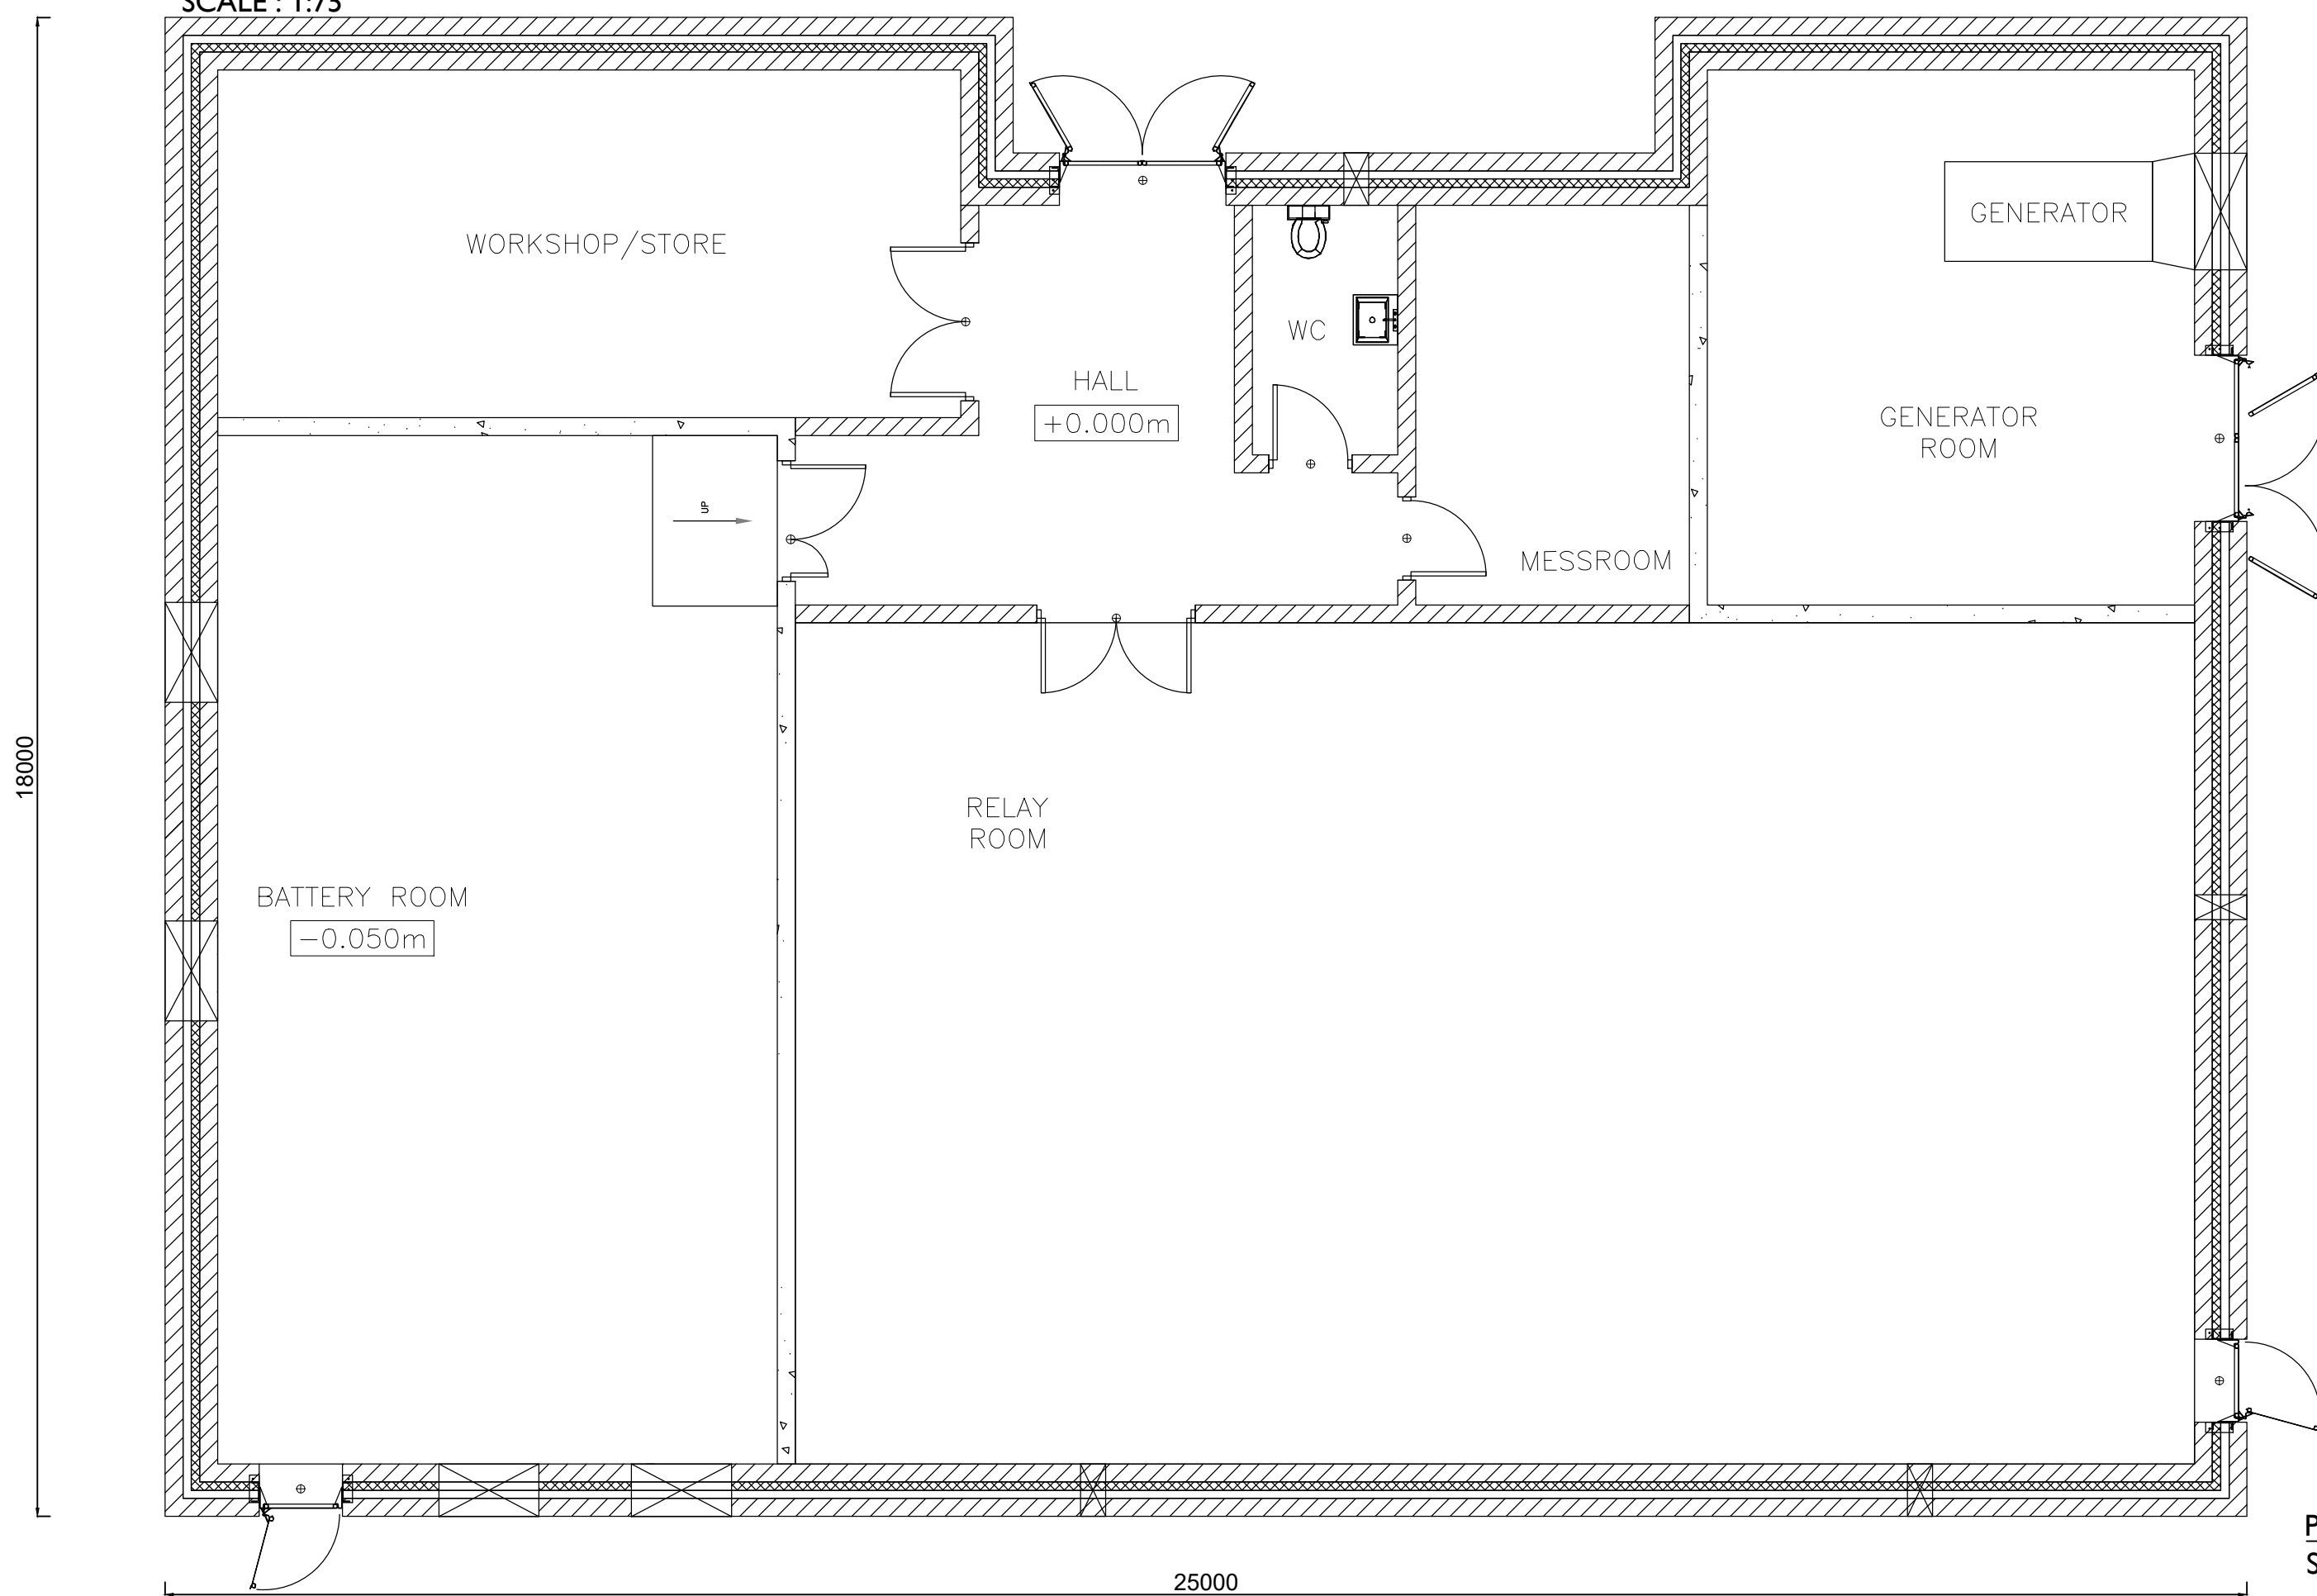 SCALE : 1:75
GENERATOR
WORKSHOP/STORE
WC
HALL
+0.000m
GENERATOR
ROOM
UP
MESSROOM
18000
RELAY
ROOM
BATTERY ROOM
-0.050m
P
S
25000